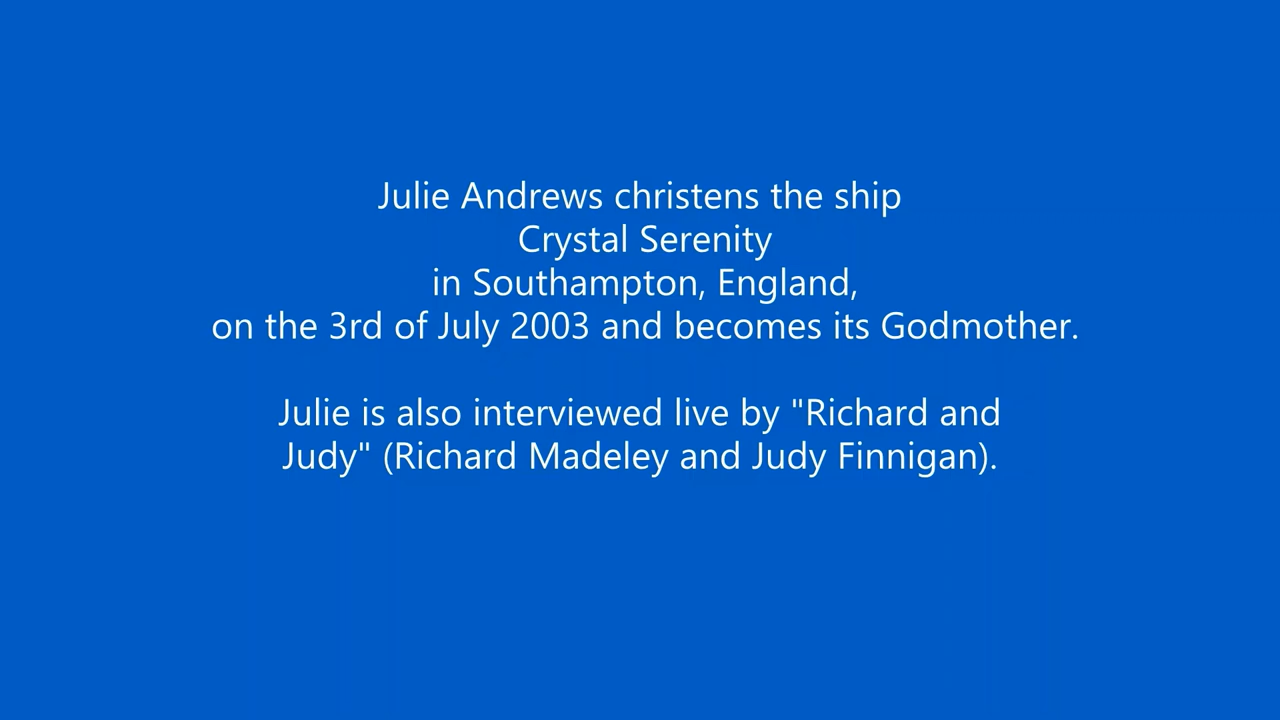 Julie Andrews christens the ship
Crystal Serenity
in Southampton, England,
on the 3rd of July 2003 and becomes its Godmother.
Julie is also interviewed live by "Richard and
Judy" (Richard Madeley and Judy Finnigan).